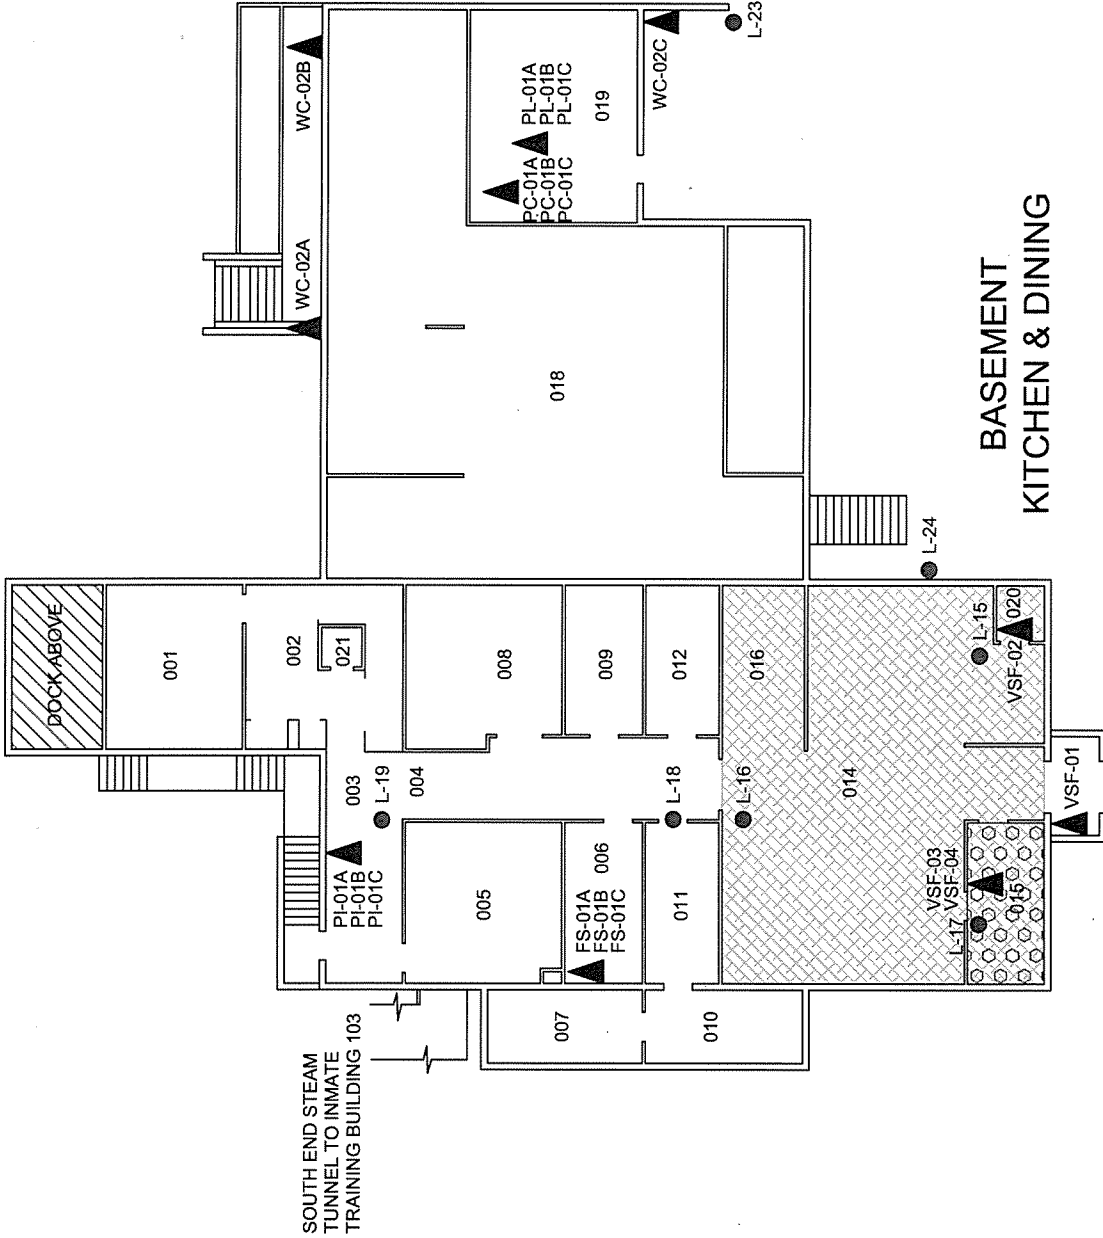 L-23
WC-02B
WC-02C
PL-01A
PL-01B
PL-01C
019
PC-01A
PC-01B
PC-01C
WC-02A
018
BASEMENT
KITCHEN & DINING
L-24
DOCK ABOVE
001
002
021
008
009
012
016
L-15
020
VSF-02
003
L-19
004
L-18
L-16
014
VSF-01
PI-01A
PI-01B
PI-01C
005
006
FS-01A
FS-01B
FS-01C
011
VSF-03
VSF-04
015
L-17
007
010
SOUTH END STEAM
TUNNEL TO INMATE
TRAINING BUILDING 103